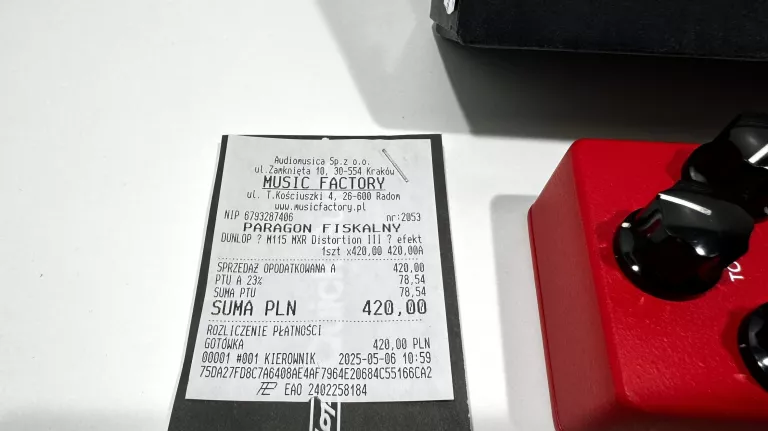 Audiomusica Sp.z o.o.
ul.Zamknięta 10, 30-554 Kraków
MUSIC FACTORY
ul. T.Kościuszki 4, 26-600 Radom
www.musicfactory.pl
NIP 6793287406 nr:2053
PARAGON FISKALNY
DUNLOP ? M115 MXR Distortion III ? efekt
1szt x420,00 420,00A
SPRZEDAŻ OPODATKOWANA A 420,00
PTU A 23% 78,54
SUMA PTU 78,54
SUMA PLN 420,00
ROZLICZENIE PŁATNOŚCI
GOTÓWKA 420,00 PLN
00001 #001 KIEROWNIK 2025-05-06 10:59
75DA27FD8C7A6408AE4AF7964E20684C55166CA2
EAO 2402258184